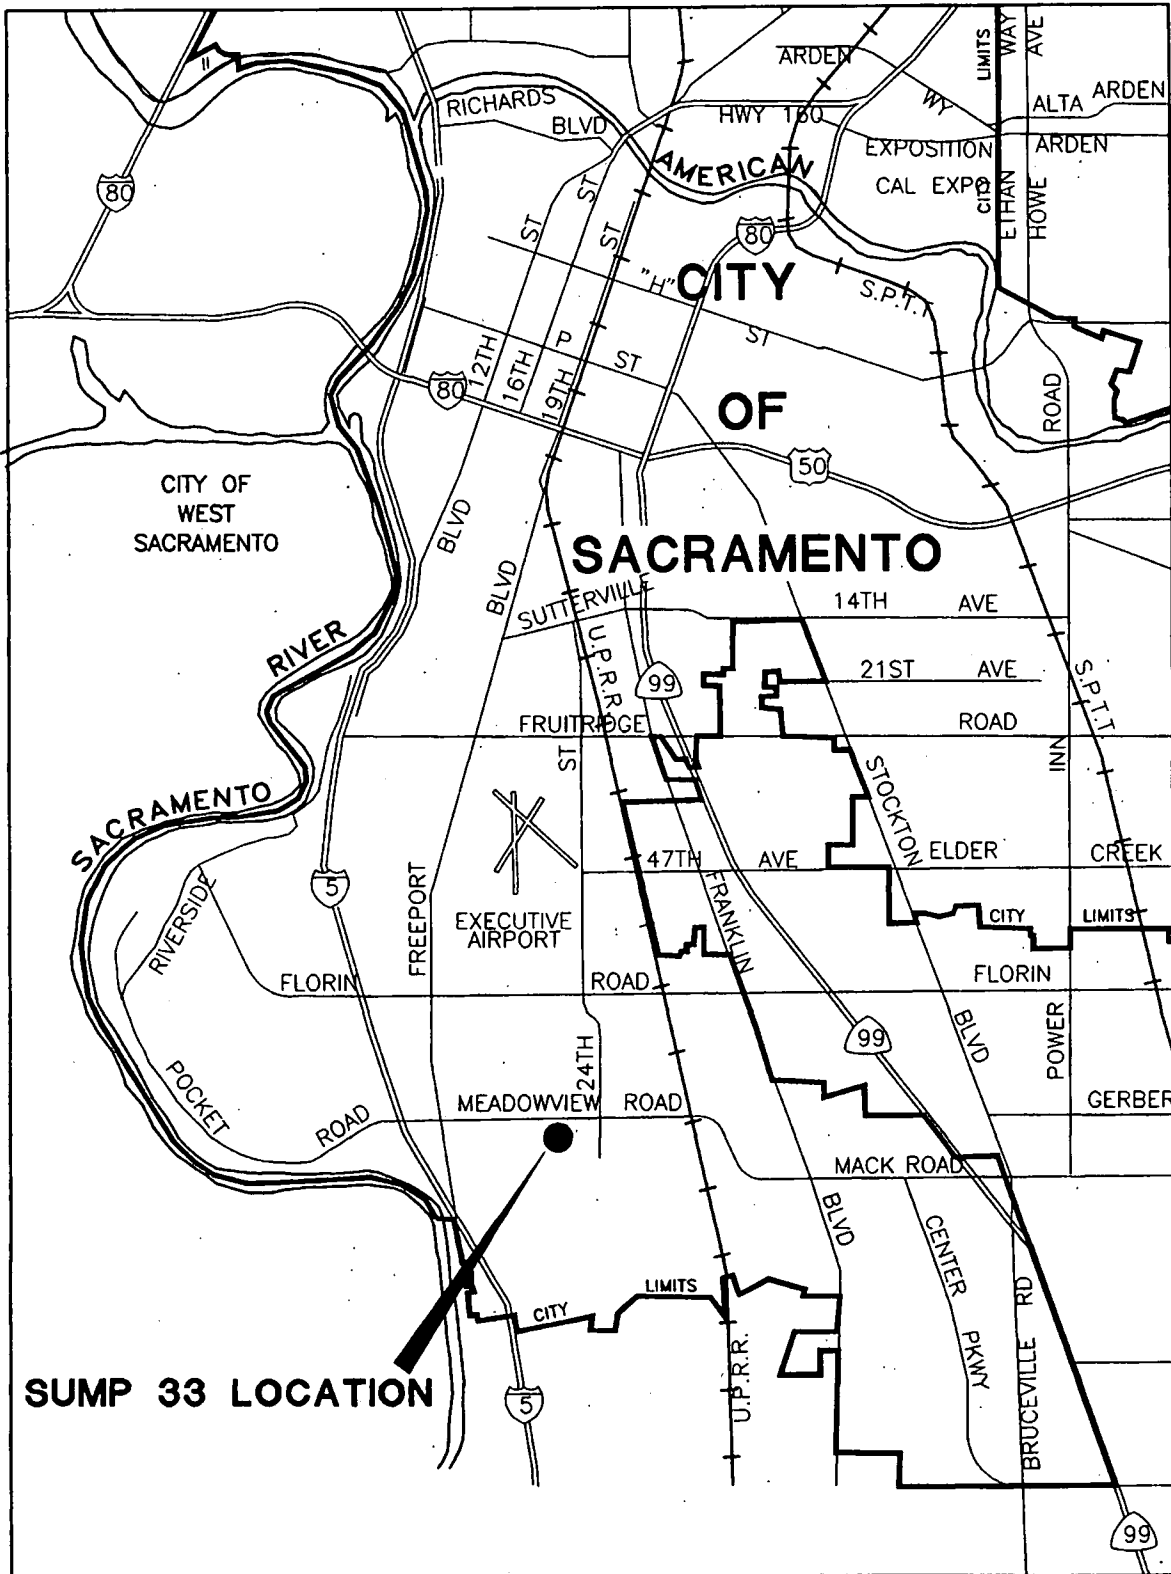 ARDEN
LIMITS
WAY
AVE
RICHARDS
BLVD
HWY 160
WY
ALTA ARDEN
EXPOSITION
ARDEN
CAL EXPO
CITY
ETHAN
HOWE
AMERICAN
80
80
ST
ST
ST
"H"
ST
CITY
S.P.T.T.
P
ST
12TH
16TH
19TH
80
OF
ROAD
50
CITY OF
WEST
SACRAMENTO
BLVD
BLVD
SACRAMENTO
SUTTERVILLE
14TH AVE
RIVER
U.P.R.R.
99
21ST AVE
S.P.T.T.
FRUITRIDGE
ROAD
ST
INN
STOCKTON
SACRAMENTO
47TH AVE
ELDER
CREEK
5
FRANKLIN
RIVERSIDE
FREEPORT
EXECUTIVE
AIRPORT
CITY
LIMITS
FLORIN
ROAD
FLORIN
BLVD
POWER
99
24TH
POCKET
ROAD
MEADOWVIEW ROAD
GERBER
MACK ROAD
BLVD
CENTER
PKWY
BRUCEVILLE RD
CITY
LIMITS
U.P.R.R.
SUMP 33 LOCATION
5
99